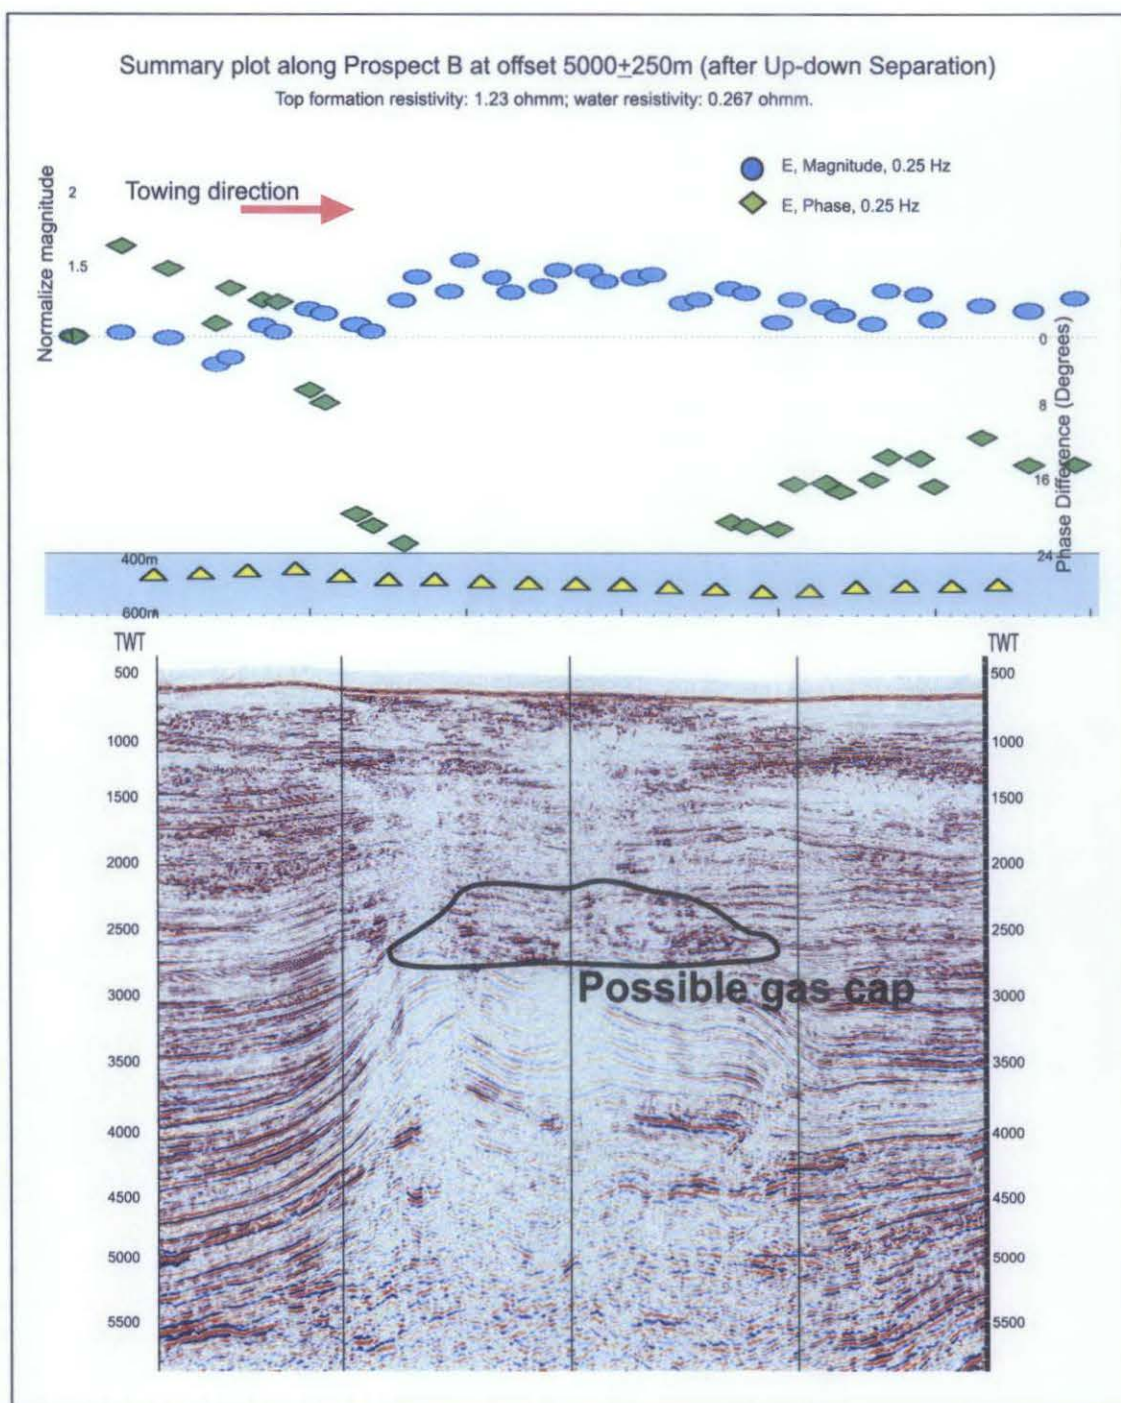 Summary plot along Prospect B at offset 5000±250m (after Up-down Separation)
Top formation resistivity: 1.23 ohmm; water resistivity: 0.267 ohmm.
Normalize magnitude
2
1.5
1
Towing direction
E, Magnitude, 0.25 Hz
E, Phase, 0.25 Hz
0
8
16
24
Phase Difference (Degrees)
400m
600m
TWT
TWT
500
500
1000
1000
1500
1500
2000
2000
2500
2500
Possible gas cap
3000
3000
3500
3500
4000
4000
4500
4500
5000
5000
5500
5500